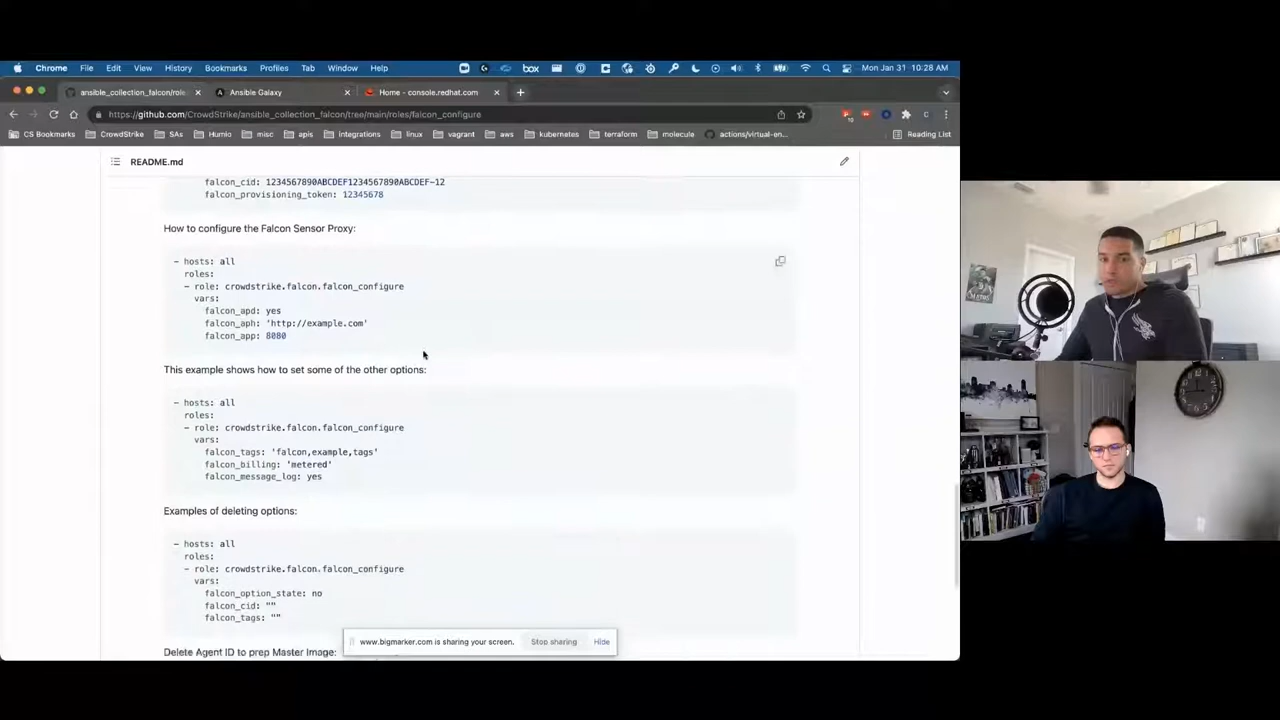 Chrome File Edit View History Bookmarks Profiles Tab Window Help box Mon Jan 31 10:28 AM
ansible_collection_falcon/role Ansible Galaxy Home - console.redhat.com
https://github.com/CrowdStrike/ansible_collection_falcon/tree/main/roles/falcon_configure
CS Bookmarks CrowdStrike SAs Humio misc apis integrations linux vagrant aws kubernetes terraform molecule actions/virtual-en... Reading List
README.md
falcon_cid: 1234567890ABCDEF1234567890ABCDEF-12
falcon_provisioning_token: 12345678
How to configure the Falcon Sensor Proxy:
- hosts: all
roles:
- role: crowdstrike.falcon.falcon_configure
vars:
falcon_apd: yes
falcon_aph: 'http://example.com'
falcon_app: 8080
This example shows how to set some of the other options:
- hosts: all
roles:
- role: crowdstrike.falcon.falcon_configure
vars:
falcon_tags: 'falcon,example,tags'
falcon_billing: 'metered'
falcon_message_log: yes
Examples of deleting options:
- hosts: all
roles:
- role: crowdstrike.falcon.falcon_configure
vars:
falcon_option_state: no
falcon_cid: ""
falcon_tags: ""
www.bigmarker.com is sharing your screen. Stop sharing Hide
Delete Agent ID to prep Master Image: